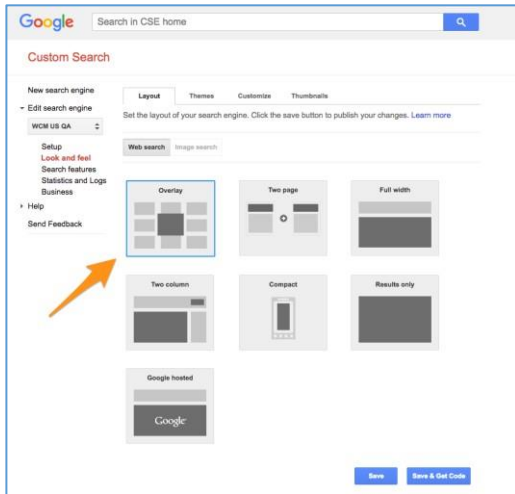 Google
Search in CSE home
Custom Search
New search engine
Edit search engine
WCM US QA
Setup
Look and feel
Search features
Statistics and Logs
Business
Help
Send Feedback
Layout Themes Customize Thumbnails
Set the layout of your search engine. Click the save button to publish your changes. Learn more
Web search Image search
Overlay Two page Full width
Two column Compact Results only
Google hosted
Google
Save Save & Get Code